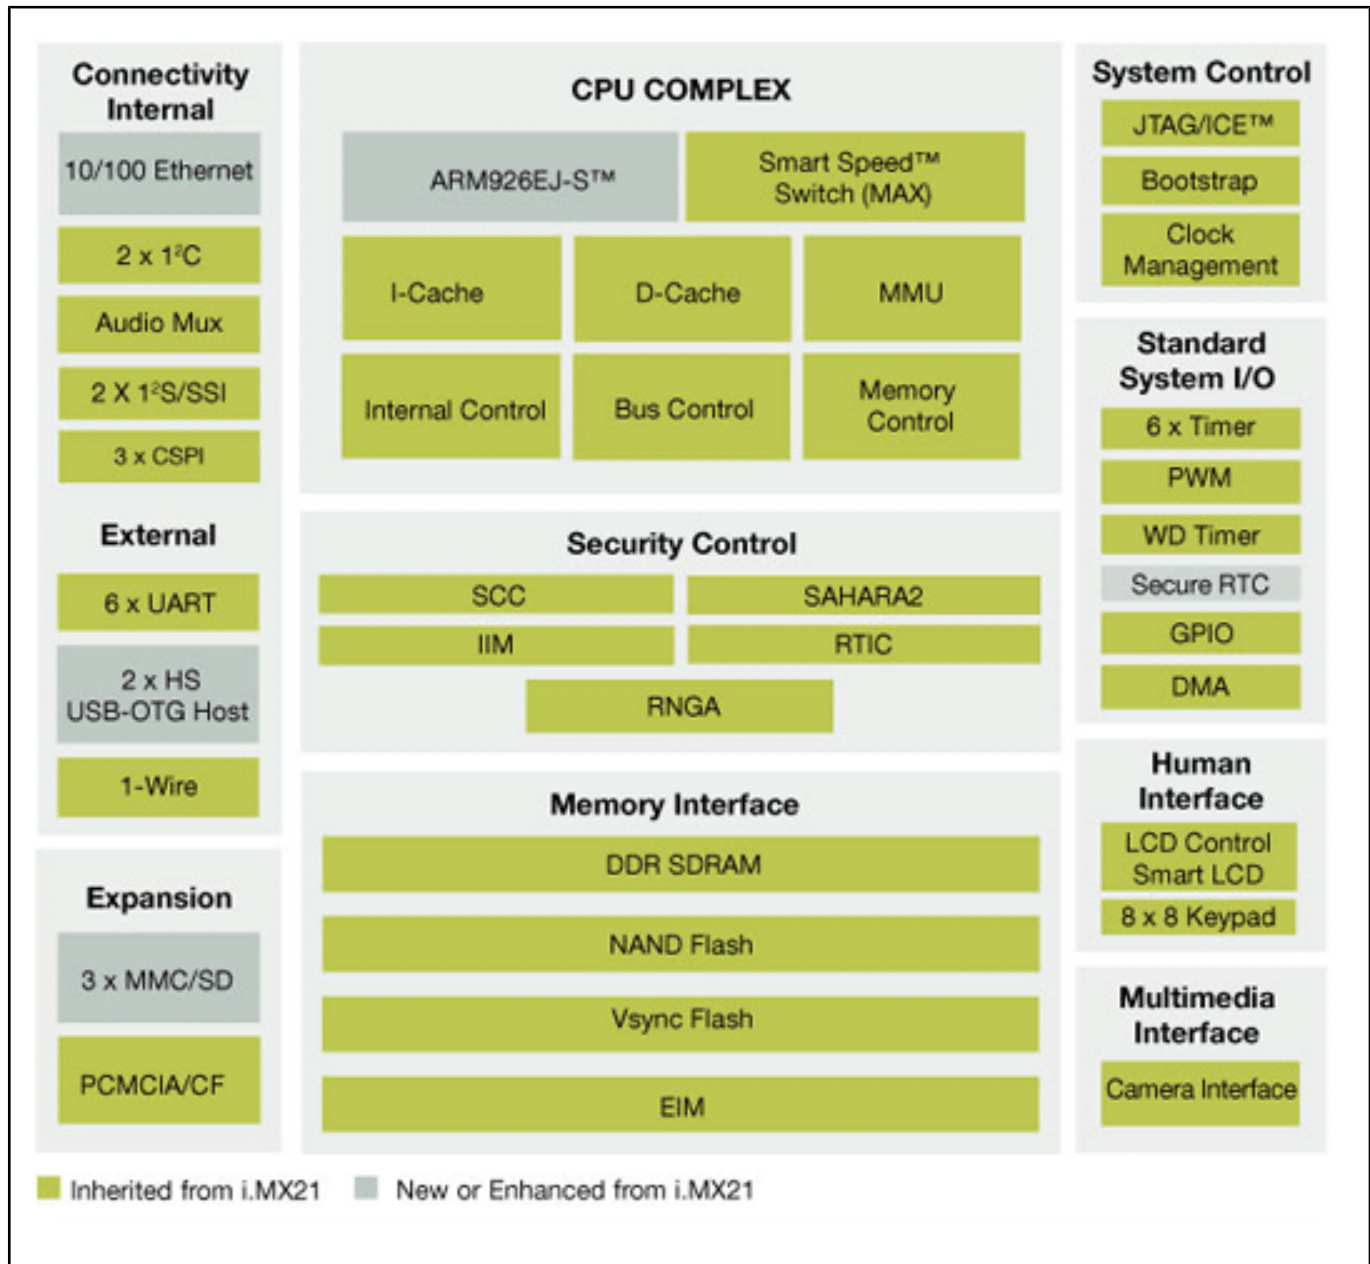 Connectivity
Internal
10/100 Ethernet
2 x 1²C
Audio Mux
2 X 1²S/SSI
3 x CSPI
External
6 x UART
2 x HS
USB-OTG Host
1-Wire
Expansion
3 x MMC/SD
PCMCIA/CF
CPU COMPLEX
ARM926EJ-S™
Smart Speed™
Switch (MAX)
I-Cache
D-Cache
MMU
Internal Control
Bus Control
Memory
Control
Security Control
SCC
SAHARA2
IIM
RTIC
RNGA
Memory Interface
DDR SDRAM
NAND Flash
Vsync Flash
EIM
System Control
JTAG/ICE™
Bootstrap
Clock
Management
Standard
System I/O
6 x Timer
PWM
WD Timer
Secure RTC
GPIO
DMA
Human
Interface
LCD Control
Smart LCD
8 x 8 Keypad
Multimedia
Interface
Camera Interface
Inherited from i.MX21
New or Enhanced from i.MX21